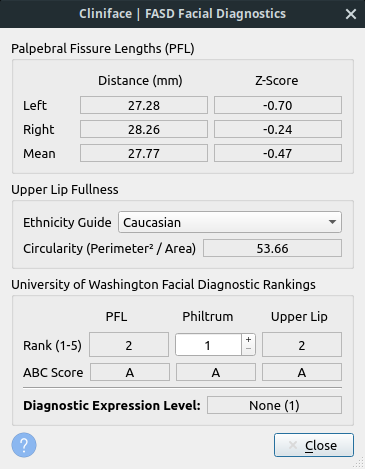 Cliniface | FASD Facial Diagnostics
Palpebral Fissure Lengths (PFL)
Distance (mm) Z-Score
Left 27.28 -0.70
Right 28.26 -0.24
Mean 27.77 -0.47
Upper Lip Fullness
Ethnicity Guide Caucasian
Circularity (Perimeter² / Area) 53.66
University of Washington Facial Diagnostic Rankings
PFL Philtrum Upper Lip
Rank (1-5) 2 1 2
ABC Score A A A
Diagnostic Expression Level: None (1)
? Close